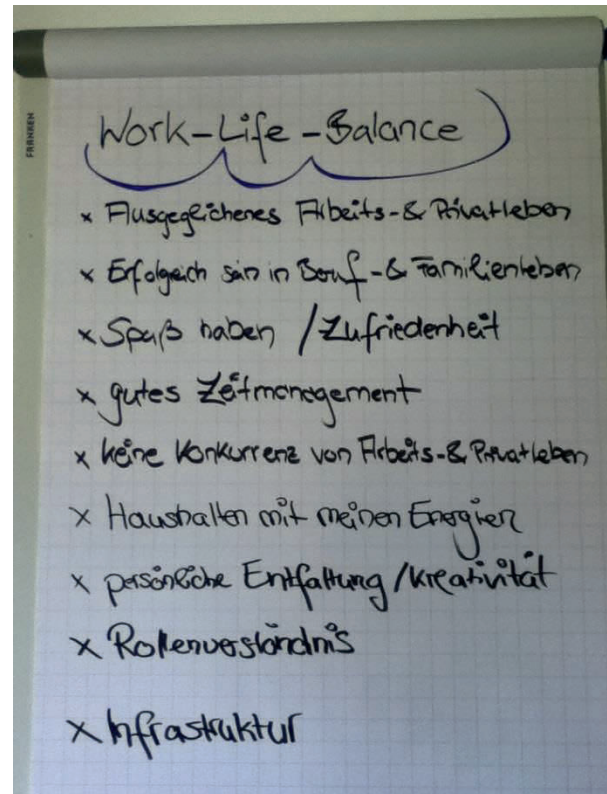 FRANKEN
Work-Life-Balance
x Ausgeglichenes Arbeits-& Privatleben
x Erfolgreich sein in Beruf-& Familienleben
x Spaß haben / Zufriedenheit
x gutes Zeitmanagement
x keine Konkurrenz von Arbeits-& Privatleben
x Haushalten mit meinen Energien
x persönliche Entfaltung / Kreativität
x Rollenverständnis
x Infrastruktur